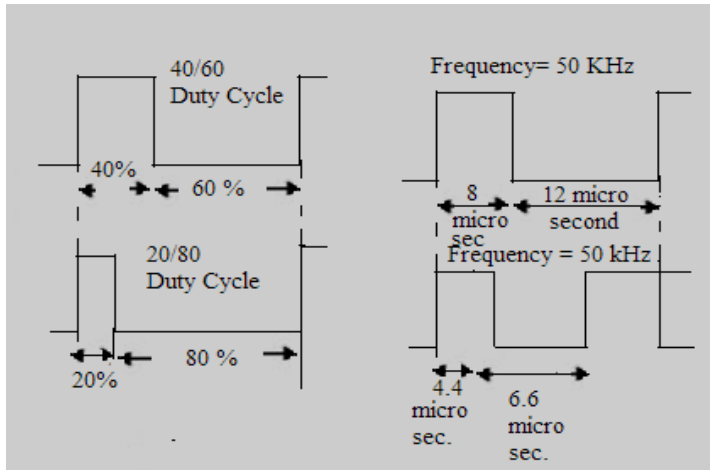 40/60
Duty Cycle
40%
60 %
20/80
Duty Cycle
80 %
20%
Frequency= 50 KHz
8
micro
sec
12 micro
second
Frequency = 50 kHz
4.4
micro
sec.
6.6
micro
sec.